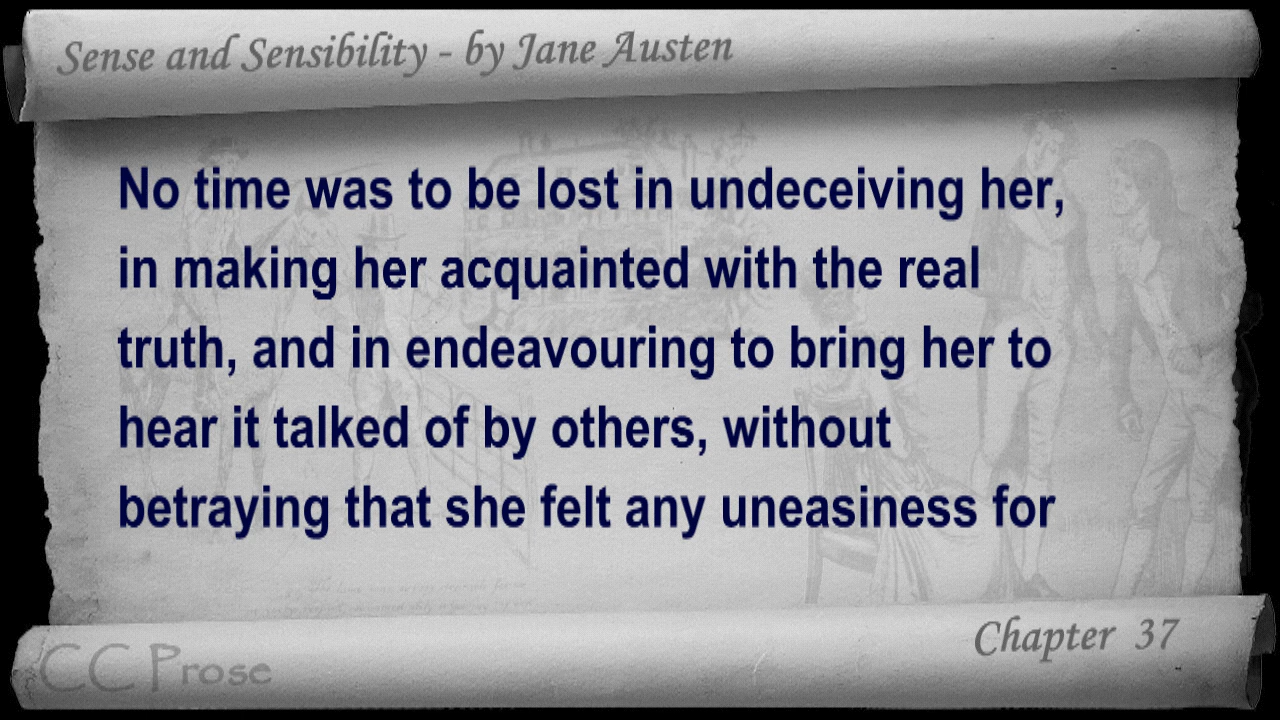 Sense and Sensibility - by Jane Austen
No time was to be lost in undeceiving her,
in making her acquainted with the real
truth, and in endeavouring to bring her to
hear it talked of by others, without
betraying that she felt any uneasiness for
Chapter 37
CC Prose